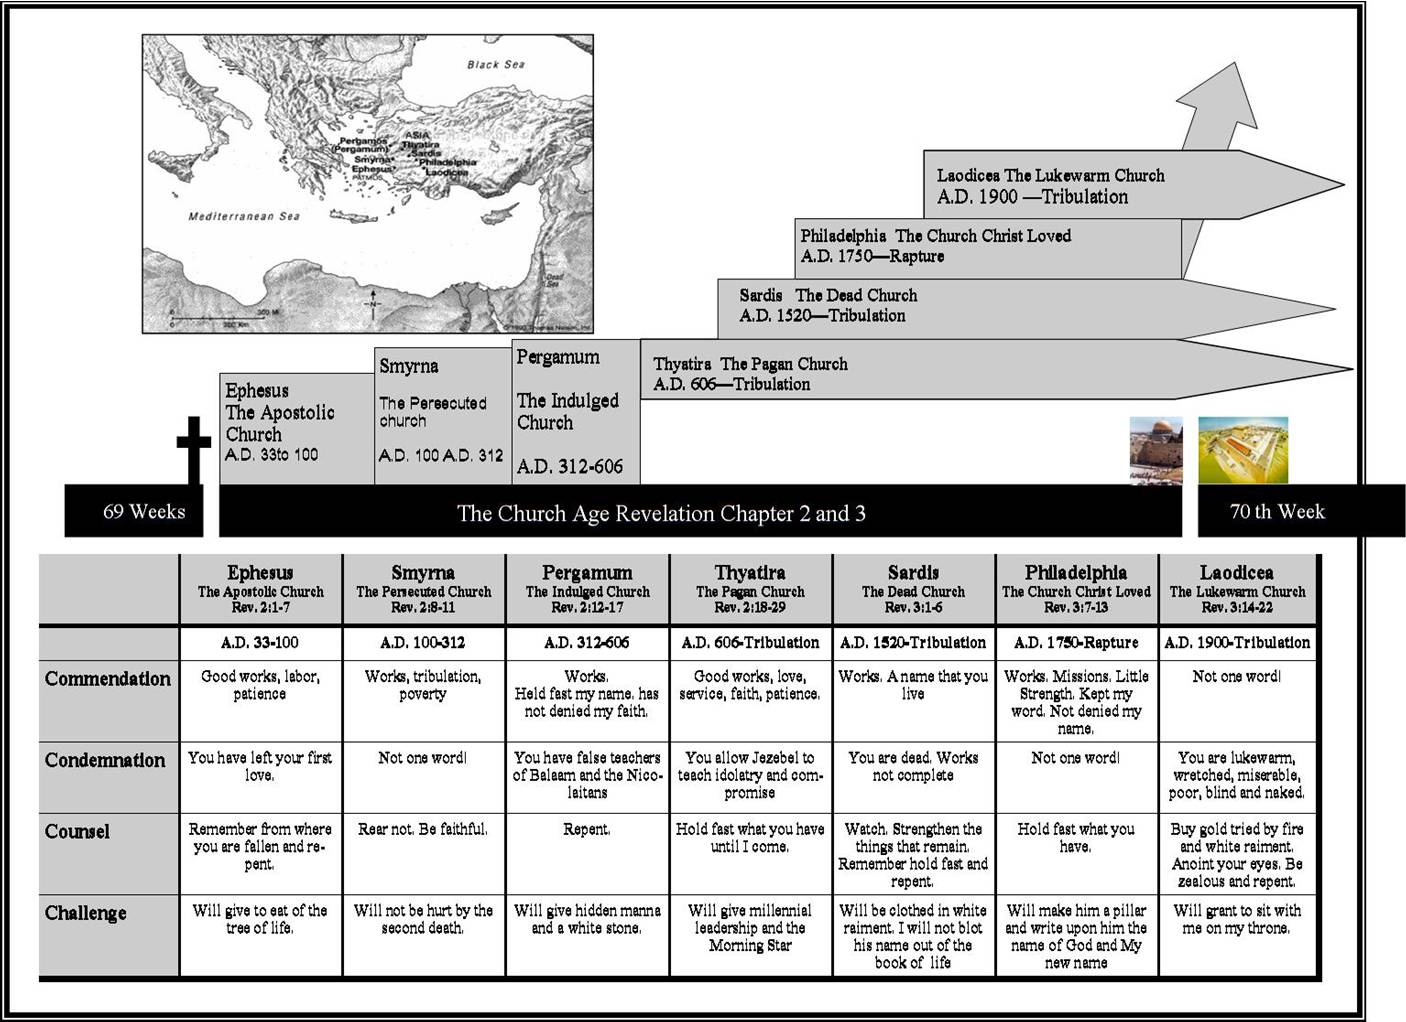 Black Sea
ASIA
Pergamos
(Pergamum)
Thyatira
Sardis
Smyrna
Philadelphia
Ephesus
Laodicea
PATMOS
Mediterranean Sea
Dead
Sea
N
300 Mi
300 Km
© 1990 Thomas Nelson, Inc
Laodicea The Lukewarm Church
A.D. 1900 —Tribulation
Philadelphia The Church Christ Loved
A.D. 1750—Rapture
Sardis The Dead Church
A.D. 1520—Tribulation
Thyatira The Pagan Church
A.D. 606—Tribulation
Pergamum
The Indulged
Church
A.D. 312-606
Smyrna
The Persecuted
church
A.D. 100 A.D. 312
Ephesus
The Apostolic
Church
A.D. 33to 100
69 Weeks
The Church Age Revelation Chapter 2 and 3
70 th Week
Ephesus
The Apostolic Church
Rev. 2:1-7
Smyrna
The Persecuted Church
Rev. 2:8-11
Pergamum
The Indulged Church
Rev. 2:12-17
Thyatira
The Pagan Church
Rev. 2:18-29
Sardis
The Dead Church
Rev. 3:1-6
Philadelphia
The Church Christ Loved
Rev. 3:7-13
Laodicea
The Lukewarm Church
Rev. 3:14-22
A.D. 33-100
A.D. 100-312
A.D. 312-606
A.D. 606-Tribulation
A.D. 1520-Tribulation
A.D. 1750-Rapture
A.D. 1900-Tribulation
Commendation
Good works, labor,
patience
Works, tribulation,
poverty
Works.
Held fast my name, has
not denied my faith.
Good works, love,
service, faith, patience.
Works. A name that you
live
Works. Missions. Little
Strength. Kept my
word. Not denied my
name.
Not one word!
Condemnation
You have left your first
love.
Not one word!
You have false teachers
of Balaam and the Nico-
laitans
You allow Jezebel to
teach idolatry and com-
promise
You are dead. Works
not complete
Not one word!
You are lukewarm,
wretched, miserable,
poor, blind and naked.
Counsel
Remember from where
you are fallen and re-
pent.
Rear not. Be faithful.
Repent.
Hold fast what you have
until I come.
Watch. Strengthen the
things that remain.
Remember hold fast and
repent.
Hold fast what you
have.
Buy gold tried by fire
and white raiment.
Anoint your eyes. Be
zealous and repent.
Challenge
Will give to eat of the
tree of life.
Will not be hurt by the
second death.
Will give hidden manna
and a white stone.
Will give millennial
leadership and the
Morning Star
Will be clothed in white
raiment. I will not blot
his name out of the
book of life
Will make him a pillar
and write upon him the
name of God and My
new name
Will grant to sit with
me on my throne.